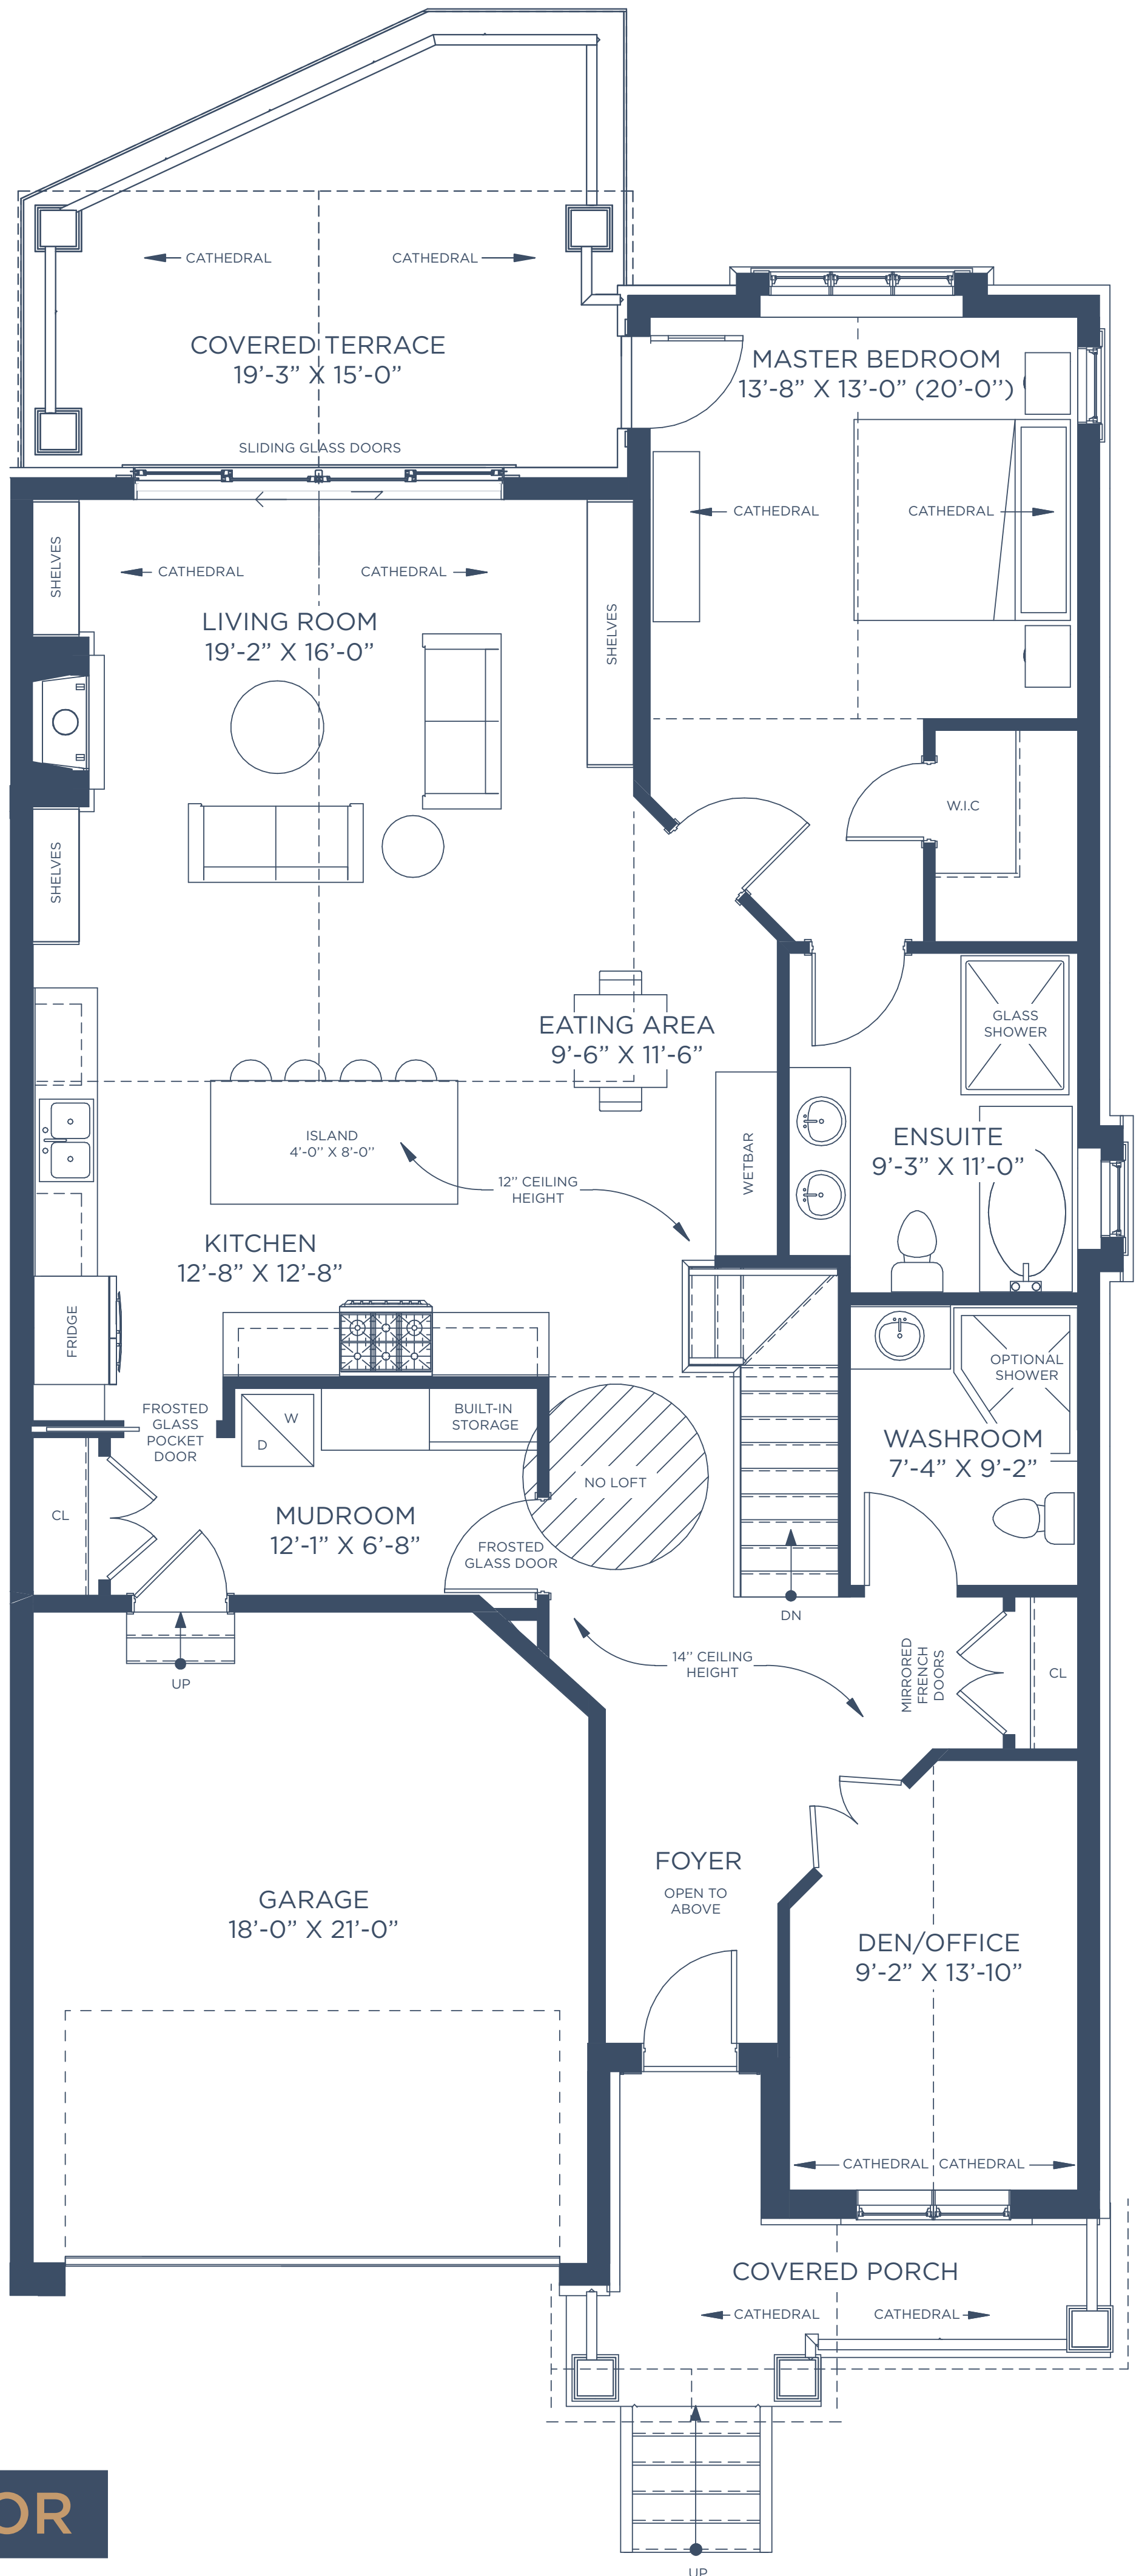 CATHEDRAL
CATHEDRAL
COVERED TERRACE
19'-3" X 15'-0"
SLIDING GLASS DOORS
MASTER BEDROOM
13'-8" X 13'-0" (20'-0")
CATHEDRAL
CATHEDRAL
SHELVES
CATHEDRAL
CATHEDRAL
LIVING ROOM
19'-2" X 16'-0"
SHELVES
SHELVES
W.I.C
EATING AREA
9'-6" X 11'-6"
GLASS
SHOWER
ISLAND
4'-0" X 8'-0"
12" CEILING
HEIGHT
WETBAR
ENSUITE
9'-3" X 11'-0"
KITCHEN
12'-8" X 12'-8"
FRIDGE
OPTIONAL
SHOWER
FROSTED
GLASS
POCKET
DOOR
W
D
BUILT-IN
STORAGE
WASHROOM
7'-4" X 9'-2"
NO LOFT
CL
MUDROOM
12'-1" X 6'-8"
FROSTED
GLASS DOOR
DN
UP
14" CEILING
HEIGHT
MIRRORED
FRENCH
DOORS
CL
FOYER
OPEN TO
ABOVE
GARAGE
18'-0" X 21'-0"
DEN/OFFICE
9'-2" X 13'-10"
CATHEDRAL
CATHEDRAL
COVERED PORCH
CATHEDRAL
CATHEDRAL
OR
UP